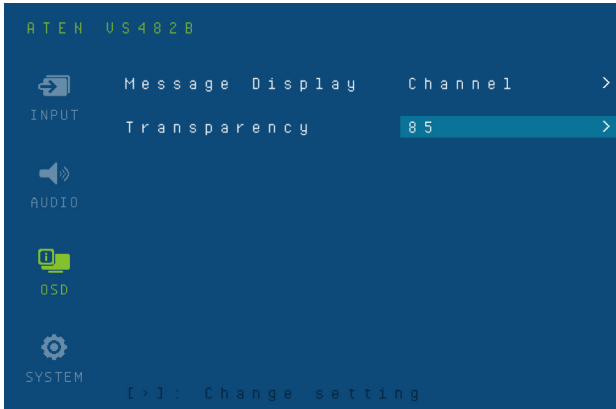 ATEN VS482B
INPUT
Message Display Channel >
Transparency 85 >
AUDIO
OSD
SYSTEM
[>]: Change setting